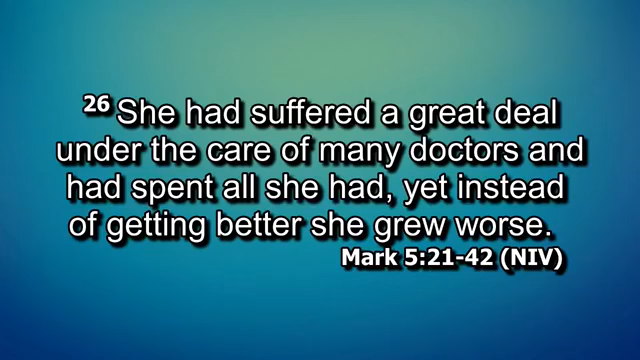 26 She had suffered a great deal
under the care of many doctors and
had spent all she had, yet instead
of getting better she grew worse.
Mark 5:21-42 (NIV)